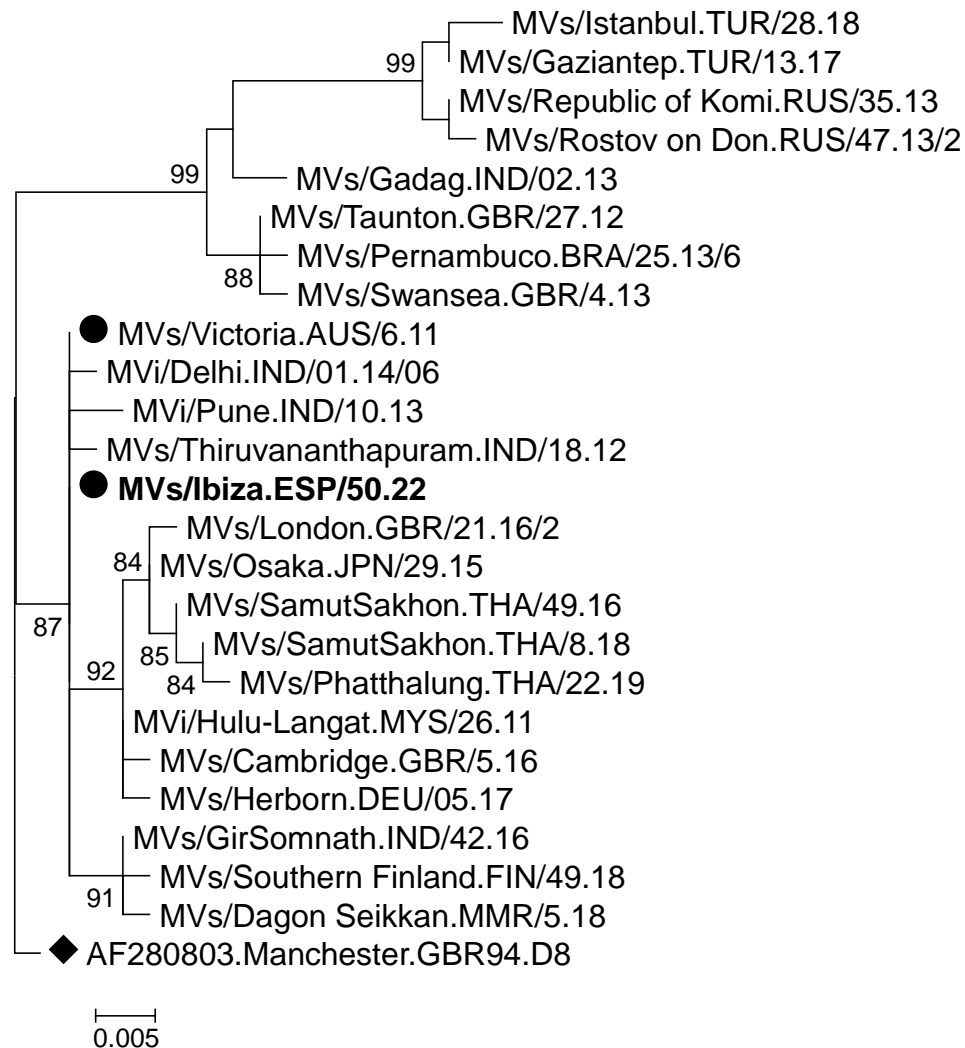 MVs/Istanbul.TUR/28.18
99
MVs/Gaziantep.TUR/13.17
MVs/Republic of Komi.RUS/35.13
MVs/Rostov on Don.RUS/47.13/2
99
MVs/Gadag.IND/02.13
MVs/Taunton.GBR/27.12
MVs/Pernambuco.BRA/25.13/6
88
MVs/Swansea.GBR/4.13
MVs/Victoria.AUS/6.11
MVi/Delhi.IND/01.14/06
MVi/Pune.IND/10.13
MVs/Thiruvananthapuram.IND/18.12
MVs/Ibiza.ESP/50.22
MVs/London.GBR/21.16/2
84
MVs/Osaka.JPN/29.15
MVs/SamutSakhon.THA/49.16
87
MVs/SamutSakhon.THA/8.18
85
92
84
MVs/Phatthalung.THA/22.19
MVi/Hulu-Langat.MYS/26.11
MVs/Cambridge.GBR/5.16
MVs/Herborn.DEU/05.17
MVs/GirSomnath.IND/42.16
MVs/Southern Finland.FIN/49.18
91
MVs/Dagon Seikkan.MMR/5.18
AF280803.Manchester.GBR94.D8
0.005